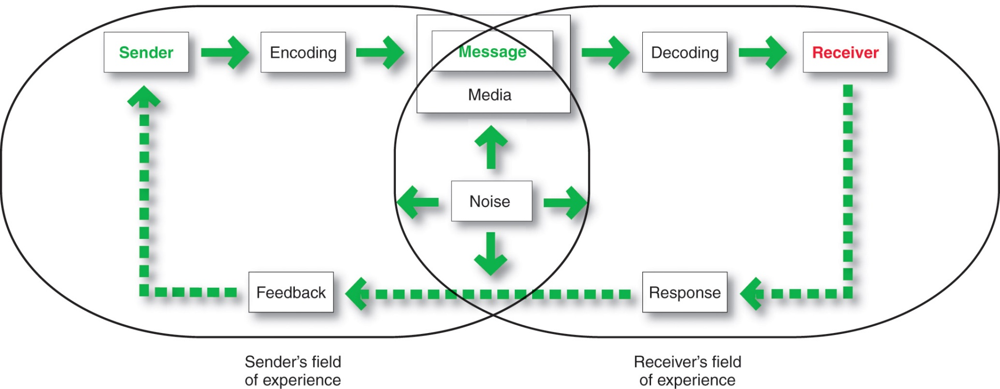 Sender
Encoding
Message
Media
Decoding
Receiver
Noise
Feedback
Response
Sender’s field
of experience
Receiver’s field
of experience